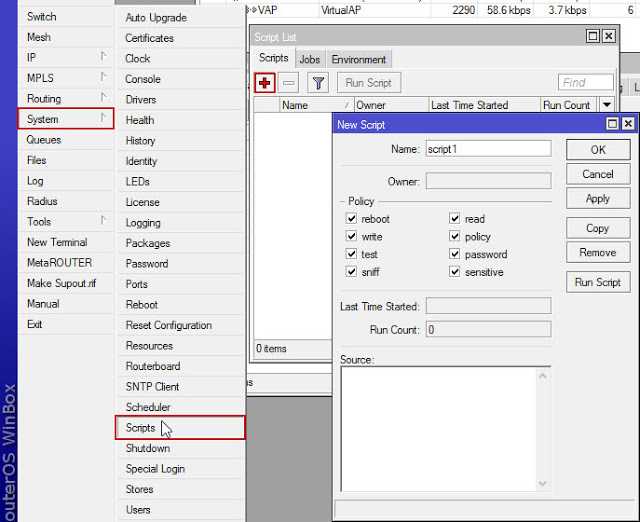 Switch
Mesh
IP
MPLS
Routing
System
Queues
Files
Log
Radius
Tools
New Terminal
MetaROUTER
Make Supout.rif
Manual
Exit
outerOS WinBox
Auto Upgrade
Certificates
Clock
Console
Drivers
Health
History
Identity
LEDs
License
Logging
Packages
Password
Ports
Reboot
Reset Configuration
Resources
Routerboard
SNTP Client
Scheduler
Scripts
Shutdown
Special Login
Stores
Users
VAP VirtualAP 2290 58.6 kbps 3.7 kbps 6
Script List
Scripts Jobs Environment
Run Script Find
Name Owner Last Time Started Run Count
0 items
New Script
Name: script1
Owner:
Policy
reboot read
write policy
test password
sniff sensitive
Last Time Started:
Run Count: 0
Source:
OK
Cancel
Apply
Copy
Remove
Run Script